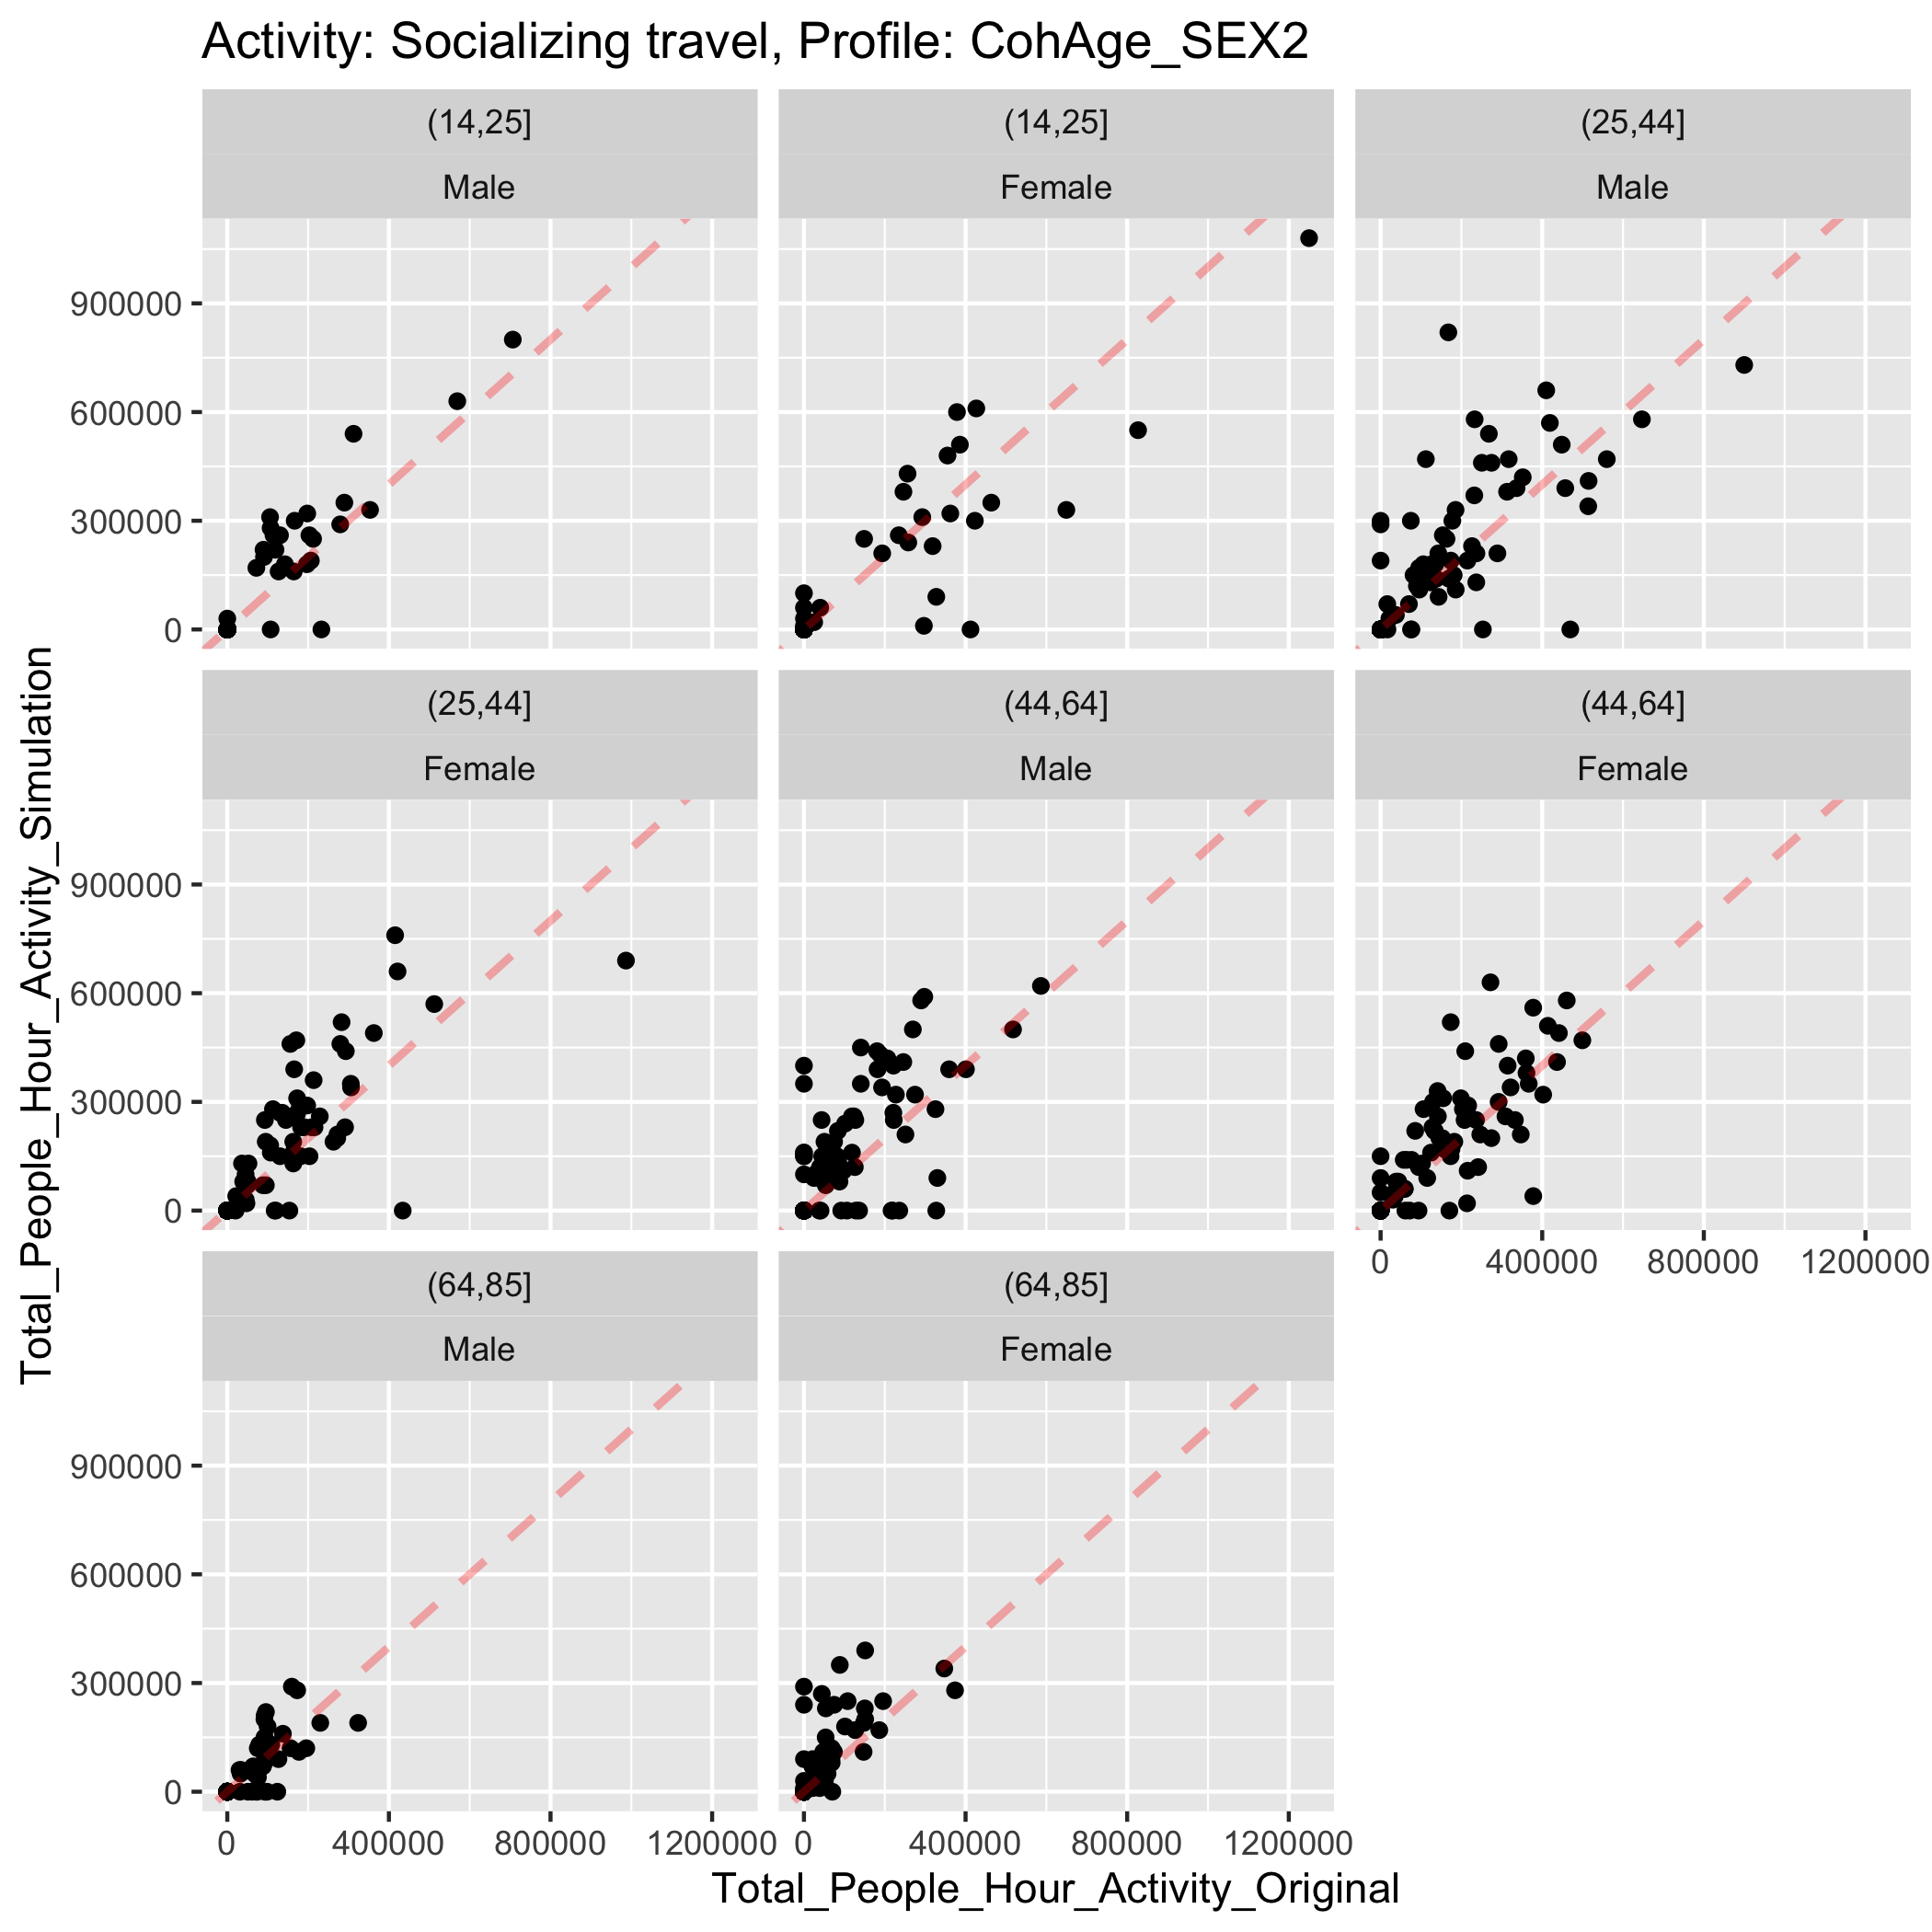 Activity: Socializing travel, Profile: CohAge_SEX2
(14,25]
(14,25]
(25,44]
Male
Female
Male
900000
600000
300000
0
(25,44]
(44,64]
(44,64]
Female
Male
Female
900000
600000
300000
0
0
400000
800000
1200000
(64,85]
(64,85]
Male
Female
900000
600000
300000
0
0
400000
800000
1200000
0
400000
800000
1200000
Total_People_Hour_Activity_Original
Total_People_Hour_Activity_Simulation